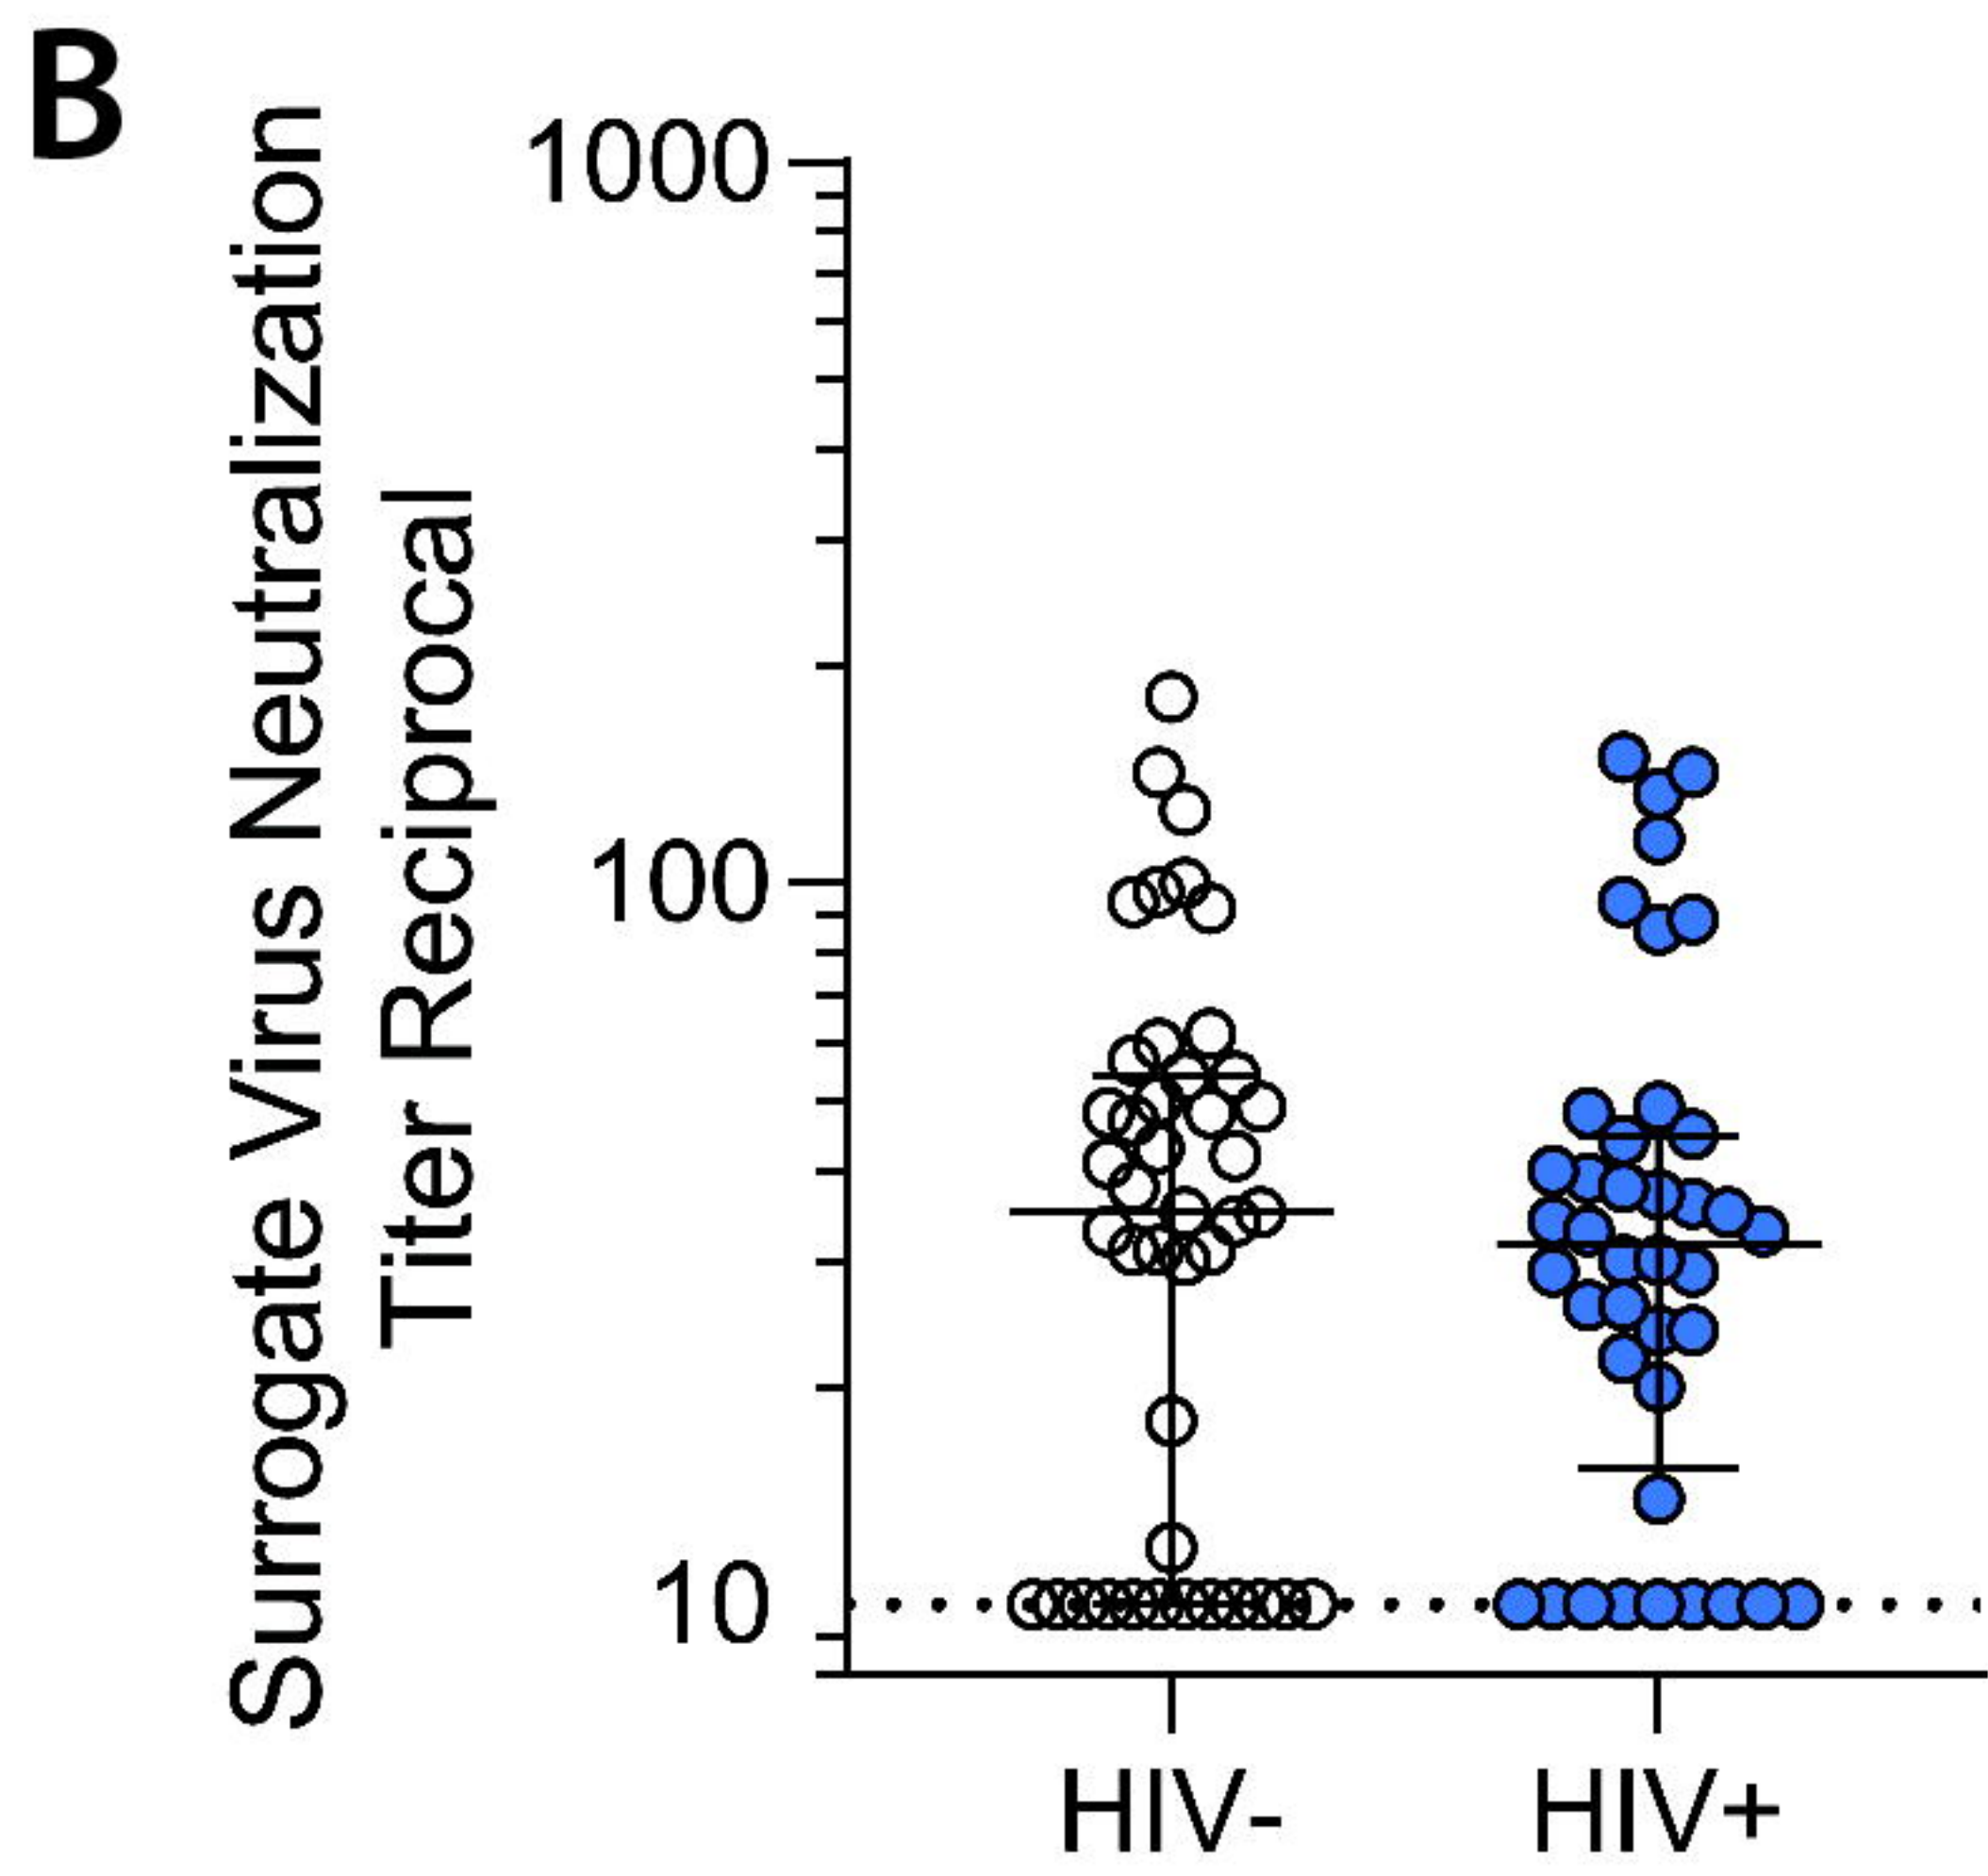 B
Surrogate Virus Neutralization
Titer Reciprocal
1000
100
10
HIV-
HIV+